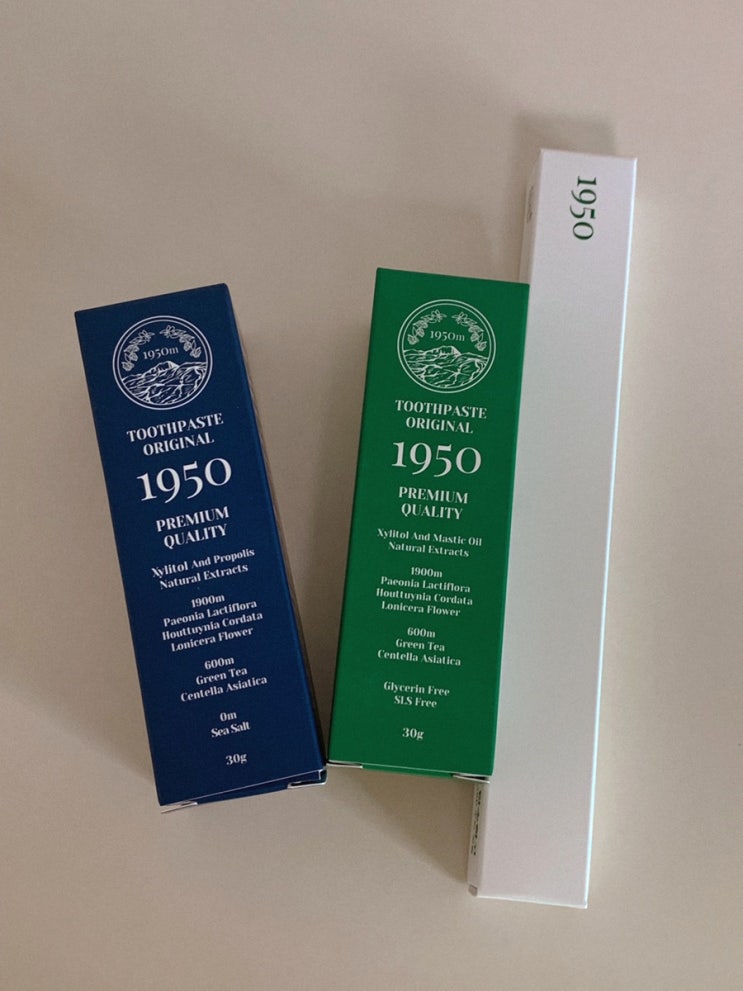 1950m
TOOTHPASTE
ORIGINAL
1950
PREMIUM
QUALITY
Xylitol And Propolis
Natural Extracts
1900m
Paeonia Lactiflora
Houttuynia Cordata
Lonicera Flower
600m
Green Tea
Centella Asiatica
0m
Sea Salt
30g
1950m
TOOTHPASTE
ORIGINAL
1950
PREMIUM
QUALITY
Xylitol And Mastic Oil
Natural Extracts
1900m
Paeonia Lactiflora
Houttuynia Cordata
Lonicera Flower
600m
Green Tea
Centella Asiatica
Glycerin Free
SLS Free
30g
1950